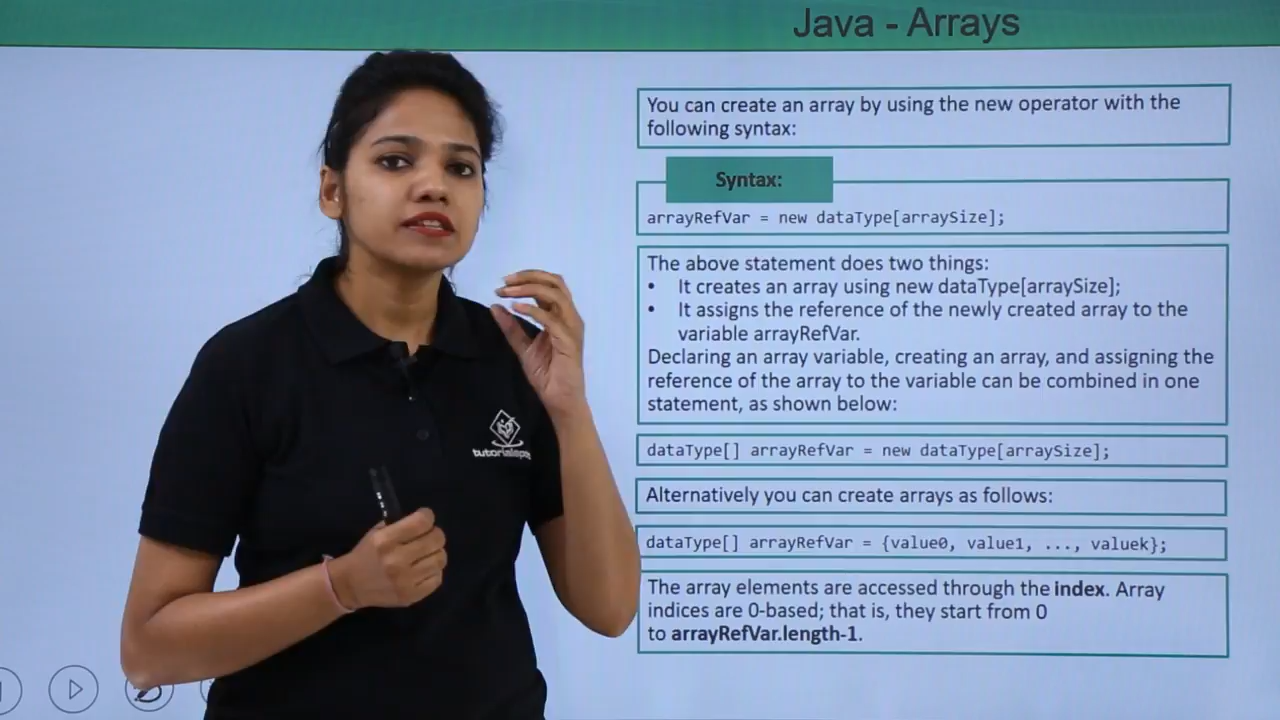 Java - Arrays
You can create an array by using the new operator with the
following syntax:
Syntax:
arrayRefVar = new dataType[arraySize];
The above statement does two things:
• It creates an array using new dataType[arraySize];
• It assigns the reference of the newly created array to the
variable arrayRefVar.
Declaring an array variable, creating an array, and assigning the
reference of the array to the variable can be combined in one
statement, as shown below:
dataType[] arrayRefVar = new dataType[arraySize];
Alternatively you can create arrays as follows:
dataType[] arrayRefVar = {value0, value1, ..., valuek};
The array elements are accessed through the index. Array
indices are 0-based; that is, they start from 0
to arrayRefVar.length-1.